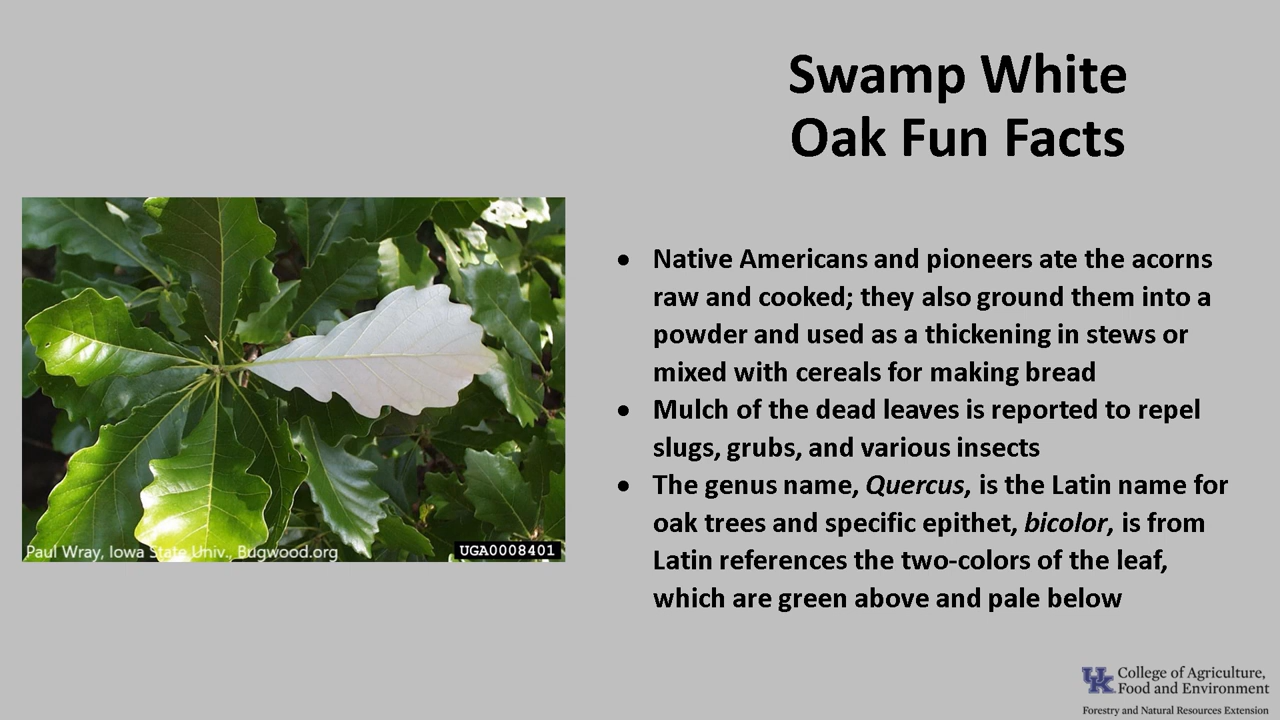 Swamp White
Oak Fun Facts
• Native Americans and pioneers ate the acorns
raw and cooked; they also ground them into a
powder and used as a thickening in stews or
mixed with cereals for making bread
• Mulch of the dead leaves is reported to repel
slugs, grubs, and various insects
• The genus name, Quercus, is the Latin name for
oak trees and specific epithet, bicolor, is from
Latin references the two-colors of the leaf,
which are green above and pale below
Paul Wray, Iowa State Univ., Bugwood.org
UGA0008401
UK
College of Agriculture,
Food and Environment
Forestry and Natural Resources Extension